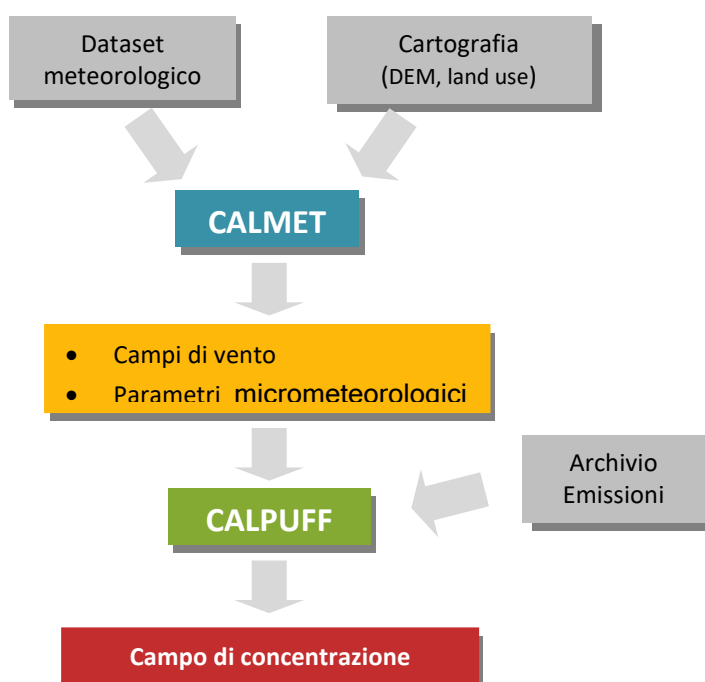 Dataset
meteorologico
Cartografia
(DEM, land use)
CALMET
• Campi di vento
• Parametri micrometeorologici
Archivio
Emissioni
CALPUFF
Campo di concentrazione